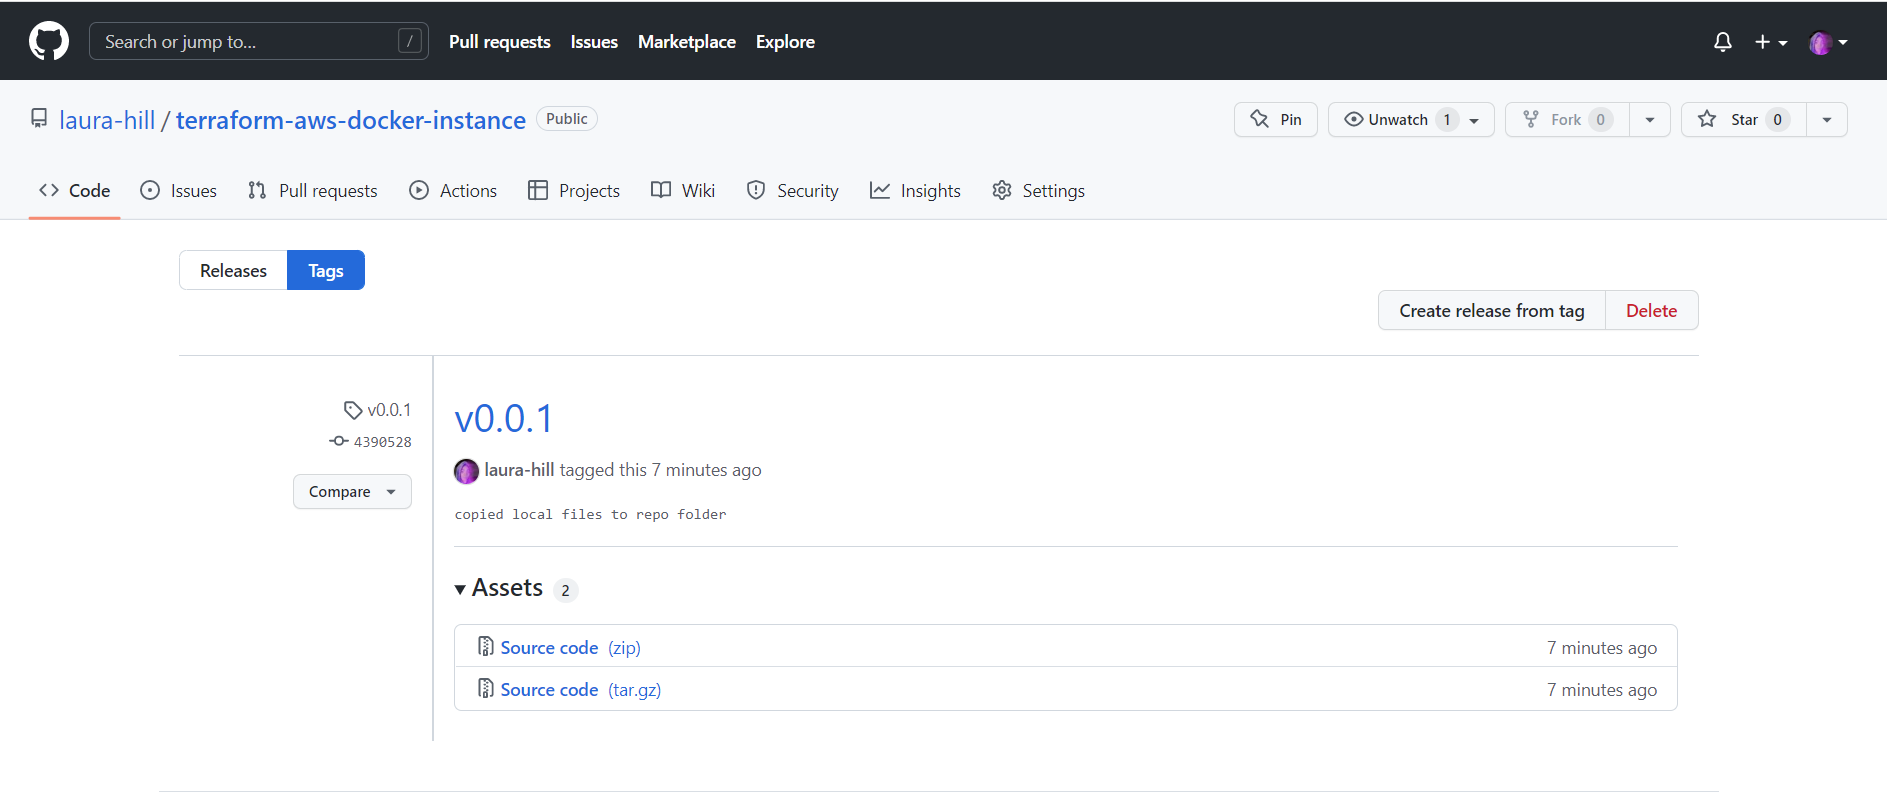 Search or jump to... /
Pull requests Issues Marketplace Explore
laura-hill / terraform-aws-docker-instance Public
Pin Unwatch 1 Fork 0 Star 0
Code Issues Pull requests Actions Projects Wiki Security Insights Settings
Releases Tags
Create release from tag Delete
v0.0.1
4390528
Compare
v0.0.1
laura-hill tagged this 7 minutes ago
copied local files to repo folder
Assets 2
Source code (zip) 7 minutes ago
Source code (tar.gz) 7 minutes ago